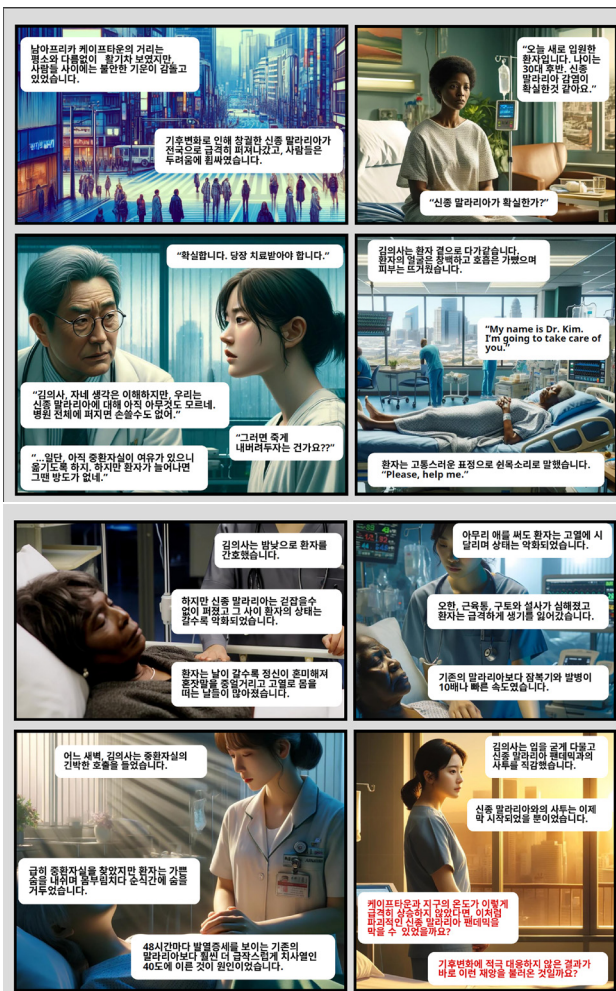 남아프리카 케이프타운의 거리는
평소와 다름없이 활기차 보였지만,
사람들 사이에는 불안한 기운이 감돌고
있었습니다.
기후변화로 인해 창궐한 신종 말라리아가
전국으로 급격히 퍼져나갔고, 사람들은
두려움에 휩싸였습니다.
“오늘 새로 입원한
환자입니다. 나이는
30대 후반. 신종
말라리아 감염이
확실한것 같아요.”
“신종 말라리아가 확실한가?”
“확실합니다. 당장 치료받아야 합니다.”
“김의사, 자네 생각은 이해하지만, 우리는
신종 말라리아에 대해 아직 아무것도 모르네.
병원 전체에 퍼지면 손쓸수도 없어.”
“그러면 죽게
내버려두자는 건가요??”
“...일단, 아직 중환자실이 여유가 있으니
옮기도록 하지. 하지만 환자가 늘어나면
그땐 방도가 없네.”
김의사는 환자 곁으로 다가갔습니다.
환자의 얼굴은 창백하고 호흡은 가빴으며
피부는 뜨거웠습니다.
“My name is Dr. Kim.
I’m going to take care of
you.”
환자는 고통스러운 표정으로 쉰목소리로 말했습니다.
“Please, help me.”
김의사는 밤낮으로 환자를
간호했습니다.
하지만 신종 말라리아는 걷잡을수
없이 퍼졌고 그 사이 환자의 상태는
갈수록 악화되었습니다.
환자는 날이 갈수록 정신이 혼미해져
혼잣말을 중얼거리고 고열로 몸을
떠는 날들이 많아졌습니다.
아무리 애를 써도 환자는 고열에 시
달리며 상태는 악화되었습니다.
오한, 근육통, 구토와 설사가 심해졌고
환자는 급격하게 생기를 잃어갔습니다.
기존의 말라리아보다 잠복기와 발병이
10배나 빠른 속도였습니다.
어느 새벽, 김의사는 중환자실의
긴박한 호출을 들었습니다.
급히 중환자실을 찾았지만 환자는 가쁜
숨을 내쉬며 몸부림치다 순식간에 숨을
거두었습니다.
48시간마다 발열증세를 보이는 기존의
말라리아보다 훨씬 더 급작스럽게 치사열인
40도에 이른 것이 원인이었습니다.
김의사는 입을 굳게 다물고
신종 말라리아 팬데믹과의
사투를 직감했습니다.
신종 말라리아와의 사투는 이제
막 시작되었을 뿐이었습니다.
케이프타운과 지구의 온도가 이렇게
급격히 상승하지 않았다면, 이처럼
파괴적인 신종 말라리아 팬데믹을
막을 수 있었을까요?
기후변화에 적극 대응하지 않은 결과가
바로 이런 재앙을 불러온 것일까요?